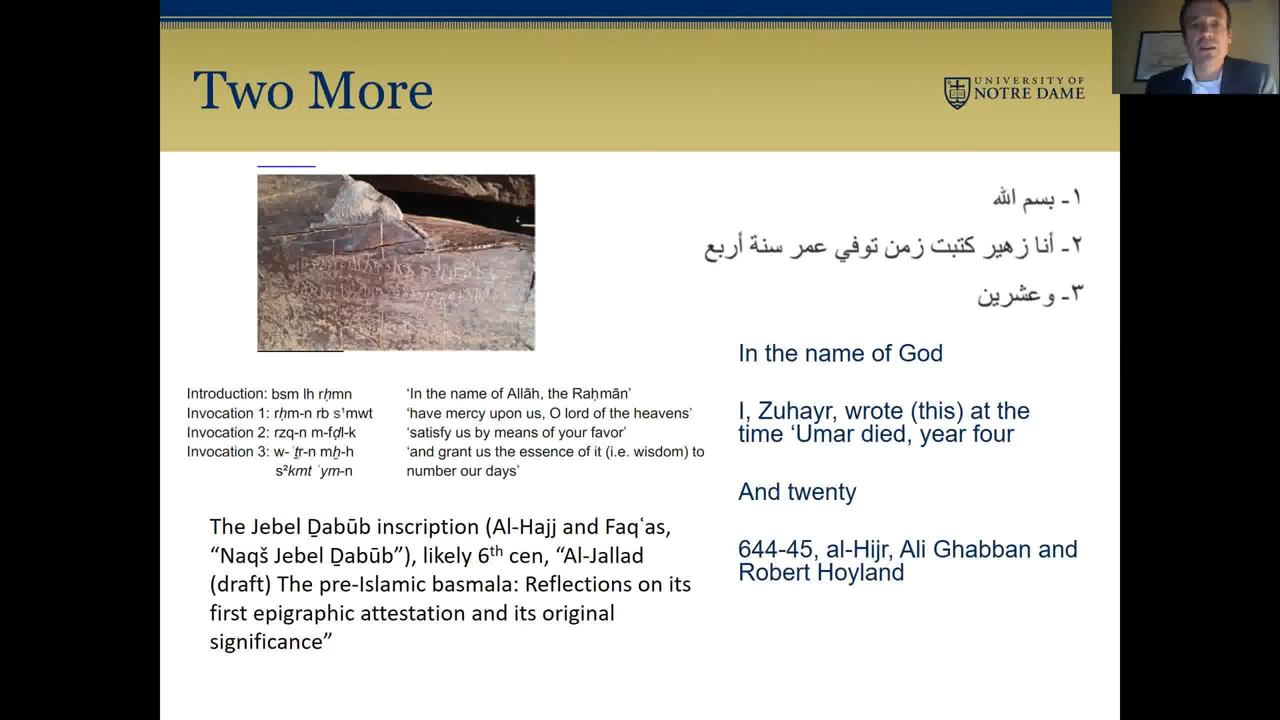 Two More
UNIVERSITY OF
NOTRE DAME
١- بسم الله
٢- أنا زهير كتبت زمن توفي عمر سنة أربع
٣- وعشرين
Introduction: bsm lh rḥmn ‘In the name of Allāh, the Raḥmān’
Invocation 1: rḥm-n rb s¹mwt ‘have mercy upon us, O lord of the heavens’
Invocation 2: rzq-n m-fḍl-k ‘satisfy us by means of your favor’
Invocation 3: w-ʾṯr-n mḫ-h ‘and grant us the essence of it (i.e. wisdom) to
s²kmt ʾym-n number our days’
The Jebel Ḏabūb inscription (Al-Hajj and Faqʿas,
“Naqš Jebel Ḏabūb”), likely 6th cen, “Al-Jallad
(draft) The pre-Islamic basmala: Reflections on its
first epigraphic attestation and its original
significance”
In the name of God
I, Zuhayr, wrote (this) at the
time ‘Umar died, year four
And twenty
644-45, al-Hijr, Ali Ghabban and
Robert Hoyland